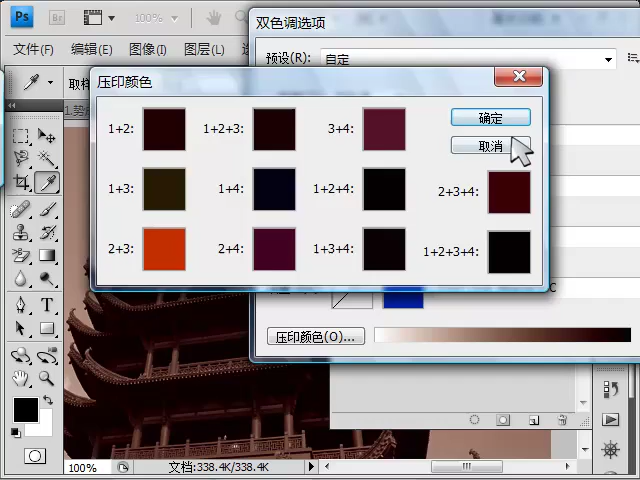 Ps Br 100% 双色调选项
文件(F) 编辑(E) 图像(I) 图层(L)
预设(R): 自定
压印颜色
取样
1+2: 1+2+3: 3+4: 确定
取消
1+3: 1+4: 1+2+4: 2+3+4:
2+3: 2+4: 1+3+4: 1+2+3+4:
C
压印颜色(O)...
T
100% 文档:338.4K/338.4K